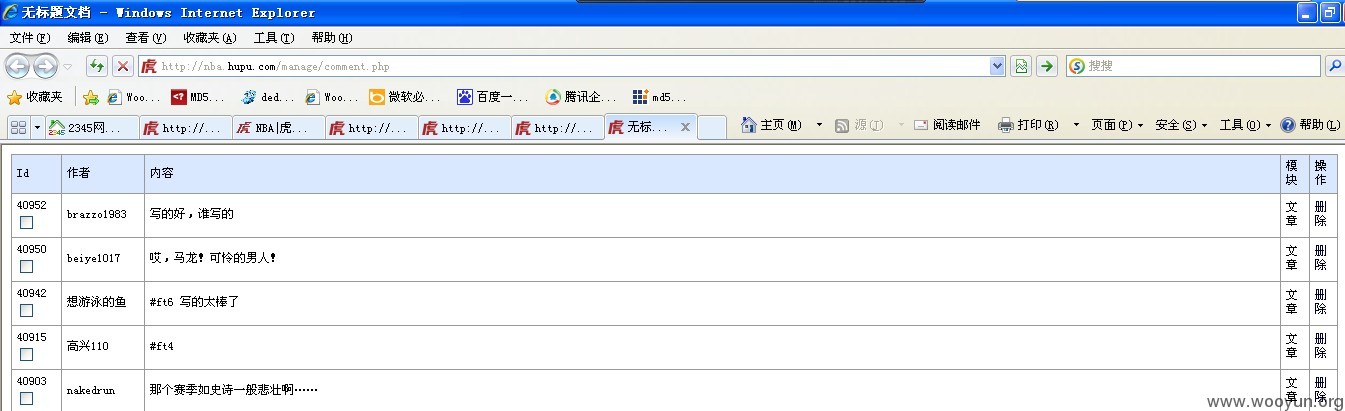 无标题文档 - Windows Internet Explorer
文件(F) 编辑(E) 查看(V) 收藏夹(A) 工具(T) 帮助(H)
http://nba.hupu.com/manage/comment.php 搜搜
收藏夹 Woo... MD5... ded... Woo... 微软必... 百度一... 腾讯企... md5...
2345网... http://... NBA|虎... http://... http://... http://... 无标... 主页(M) 源(J) 阅读邮件 打印(R) 页面(P) 安全(S) 工具(O) 帮助(L)
Id 作者 内容 模块 操作
40952 brazzo1983 写的好，谁写的 文章 删除
40950 beiye1017 哎，马龙！可怜的男人！ 文章 删除
40942 想游泳的鱼 #ft6 写的太棒了 文章 删除
40915 高兴110 #ft4 文章 删除
40903 nakedrun 那个赛季如史诗一般悲壮啊…… 文章 删除
www.wooyun.org